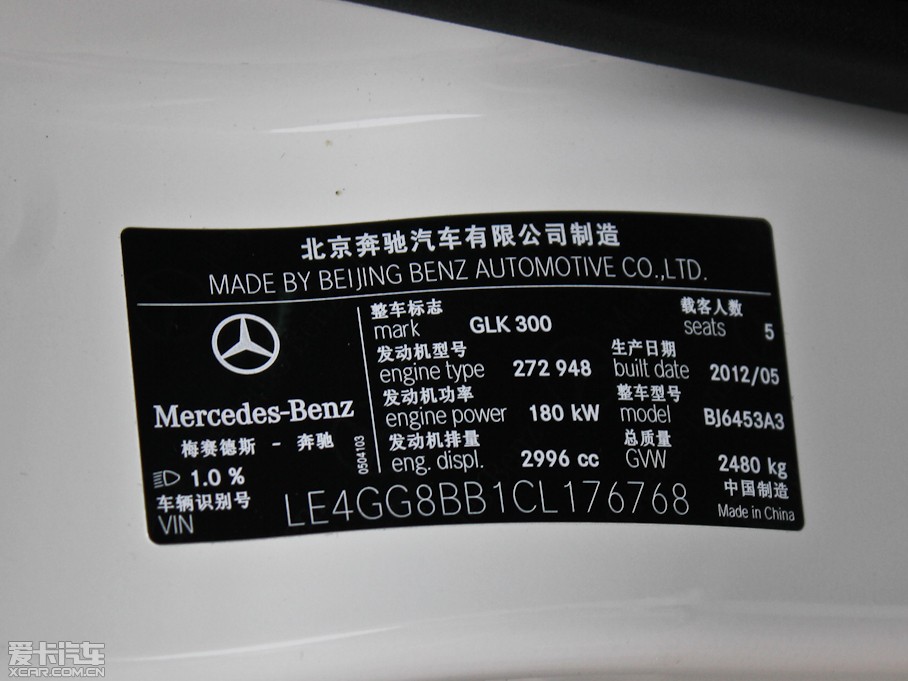 北京奔驰汽车有限公司制造
MADE BY BEIJING BENZ AUTOMOTIVE CO.,LTD.
Mercedes-Benz
梅赛德斯 - 奔驰
1.0 %
0504103
整车标志
mark GLK 300
载客人数
seats 5
发动机型号
engine type 272 948
生产日期
built date 2012/05
发动机功率
engine power 180 kW
整车型号
model BJ6453A3
发动机排量
eng. displ. 2996 cc
总质量
GVW 2480 kg
车辆识别号
VIN LE4GG8BB1CL176768
中国制造
Made in China
爱卡汽车
XCAR.COM.CN